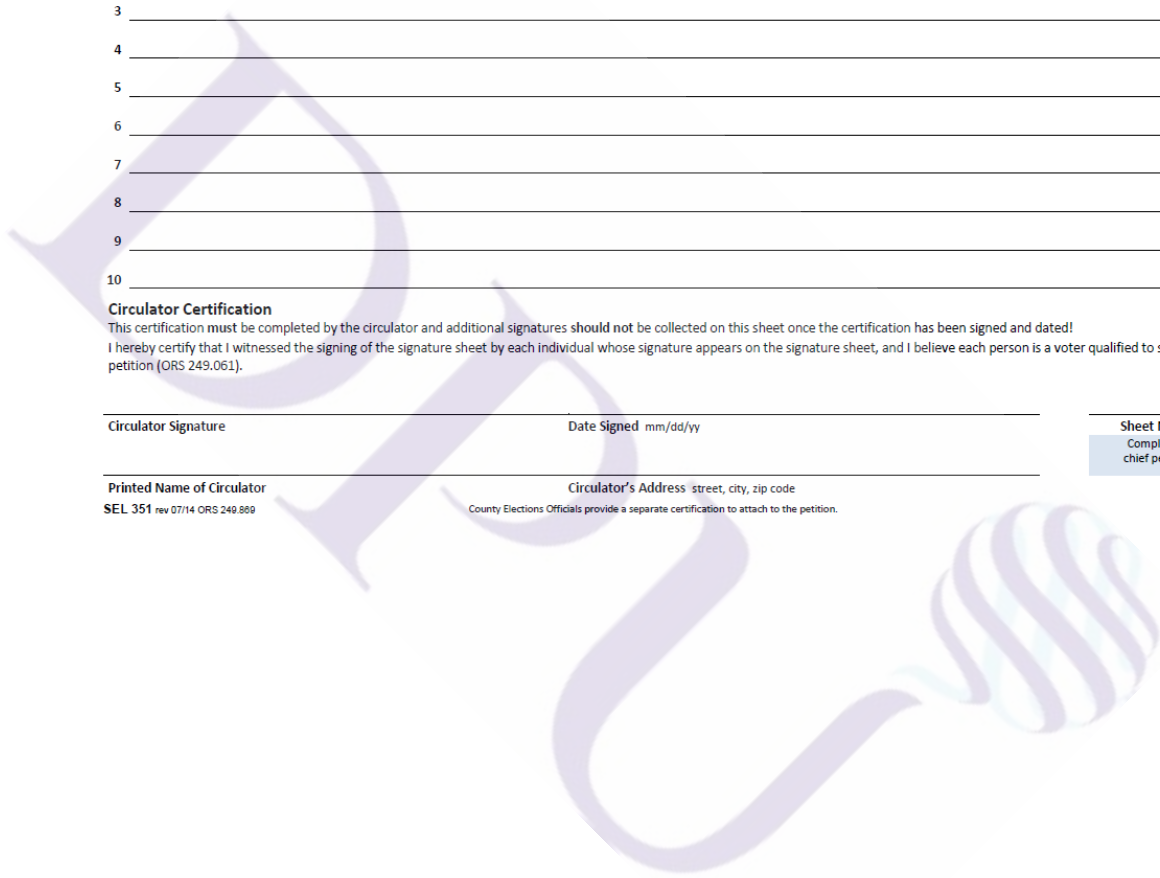 3
4
5
6
7
8
9
10
Circulator Certification
This certification must be completed by the circulator and additional signatures should not be collected on this sheet once the certification has been signed and dated!
I hereby certify that I witnessed the signing of the signature sheet by each individual whose signature appears on the signature sheet, and I believe each person is a voter qualified to s
petition (ORS 249.061).
Circulator Signature Date Signed mm/dd/yy Sheet
Compl
chief pe
Printed Name of Circulator Circulator's Address street, city, zip code
SEL 351 rev 07/14 ORS 249.869 County Elections Officials provide a separate certification to attach to the petition.
DPU